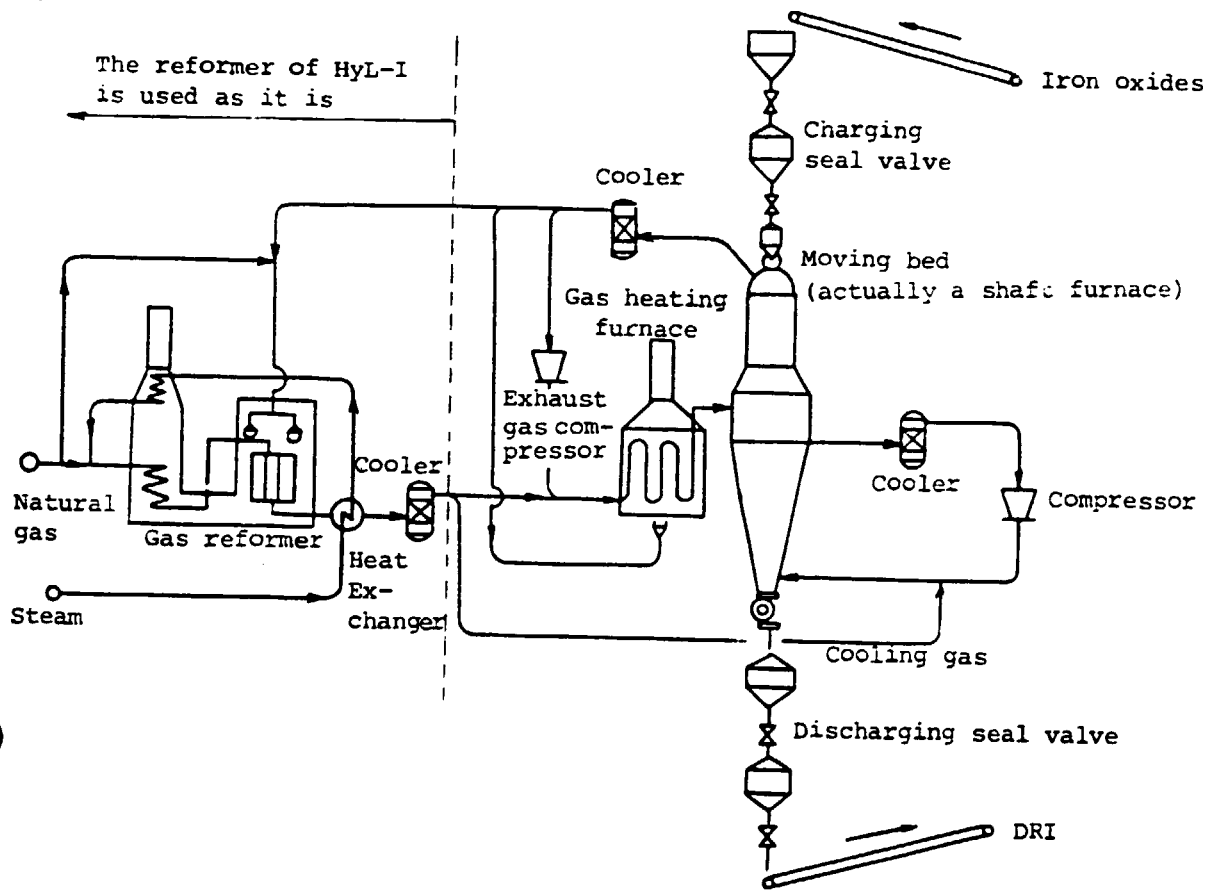 The reformer of HyL-I
is used as it is
Iron oxides
Charging
seal valve
Cooler
Moving bed
(actually a shaft furnace)
Gas heating
furnace
Exhaust
gas com-
pressor
Cooler
Cooler
Compressor
Natural
gas
Gas reformer
Heat
Ex-
changer
Steam
Cooling gas
Discharging seal valve
DRI